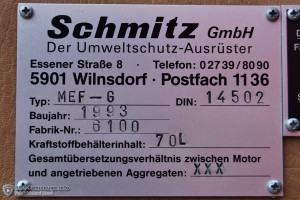 Schmitz GmbH
Der Umweltschutz-Ausrüster
Essener Straße 8 · Telefon: 02739/8090
5901 Wilnsdorf · Postfach 1136
Typ: MEF-G DIN: 14502
Baujahr: 1993
Fabrik-Nr.: 6100
Kraftstoffbehälterinhalt: 70L
Gesamtübersetzungsverhältnis zwischen Motor
und angetriebenen Aggregaten: XXX